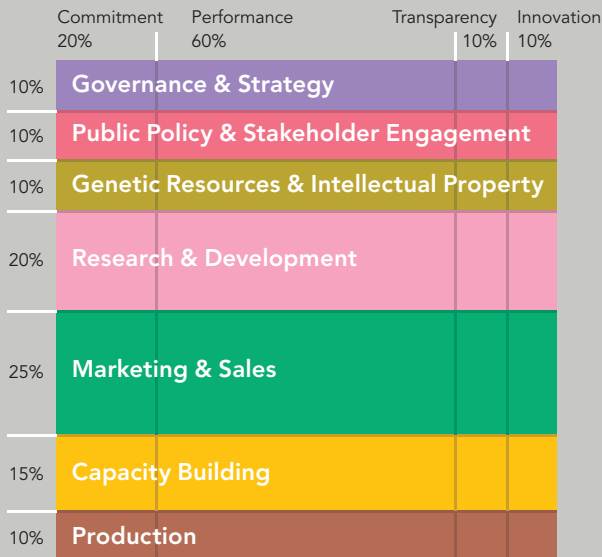 Commitment Performance Transparency Innovation
20% 60% 10% 10%
10% Governance & Strategy
10% Public Policy & Stakeholder Engagement
10% Genetic Resources & Intellectual Property
20% Research & Development
25% Marketing & Sales
15% Capacity Building
10% Production